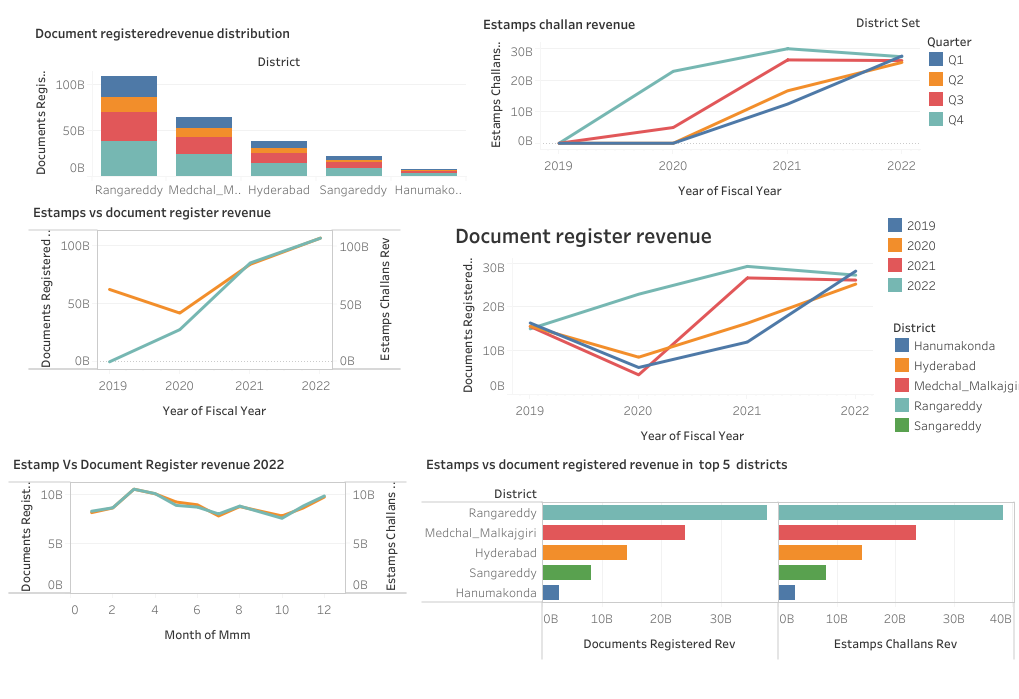 Document registeredrevenue distribution
District
Documents Regis..
100B
50B
0B
Rangareddy Medchal_M.. Hyderabad Sangareddy Hanumako..
Estamps challan revenue
District Set
Estamps Challans..
30B
20B
10B
0B
2019 2020 2021 2022
Year of Fiscal Year
Quarter
Q1
Q2
Q3
Q4
Estamps vs document register revenue
Documents Registered ..
100B
50B
0B
100B
50B
0B
Estamps Challans Rev
2019 2020 2021 2022
Year of Fiscal Year
Document register revenue
Documents Registered..
30B
20B
10B
0B
2019 2020 2021 2022
Year of Fiscal Year
2019
2020
2021
2022
District
Hanumakonda
Hyderabad
Medchal_Malkajgi
Rangareddy
Sangareddy
Estamp Vs Document Register revenue 2022
Documents Regist..
10B
5B
0B
10B
5B
0B
Estamps Challans ..
0 2 4 6 8 10 12
Month of Mmm
Estamps vs document registered revenue in top 5 districts
District
Rangareddy
Medchal_Malkajgiri
Hyderabad
Sangareddy
Hanumakonda
0B 10B 20B 30B
Documents Registered Rev
0B 10B 20B 30B 40B
Estamps Challans Rev